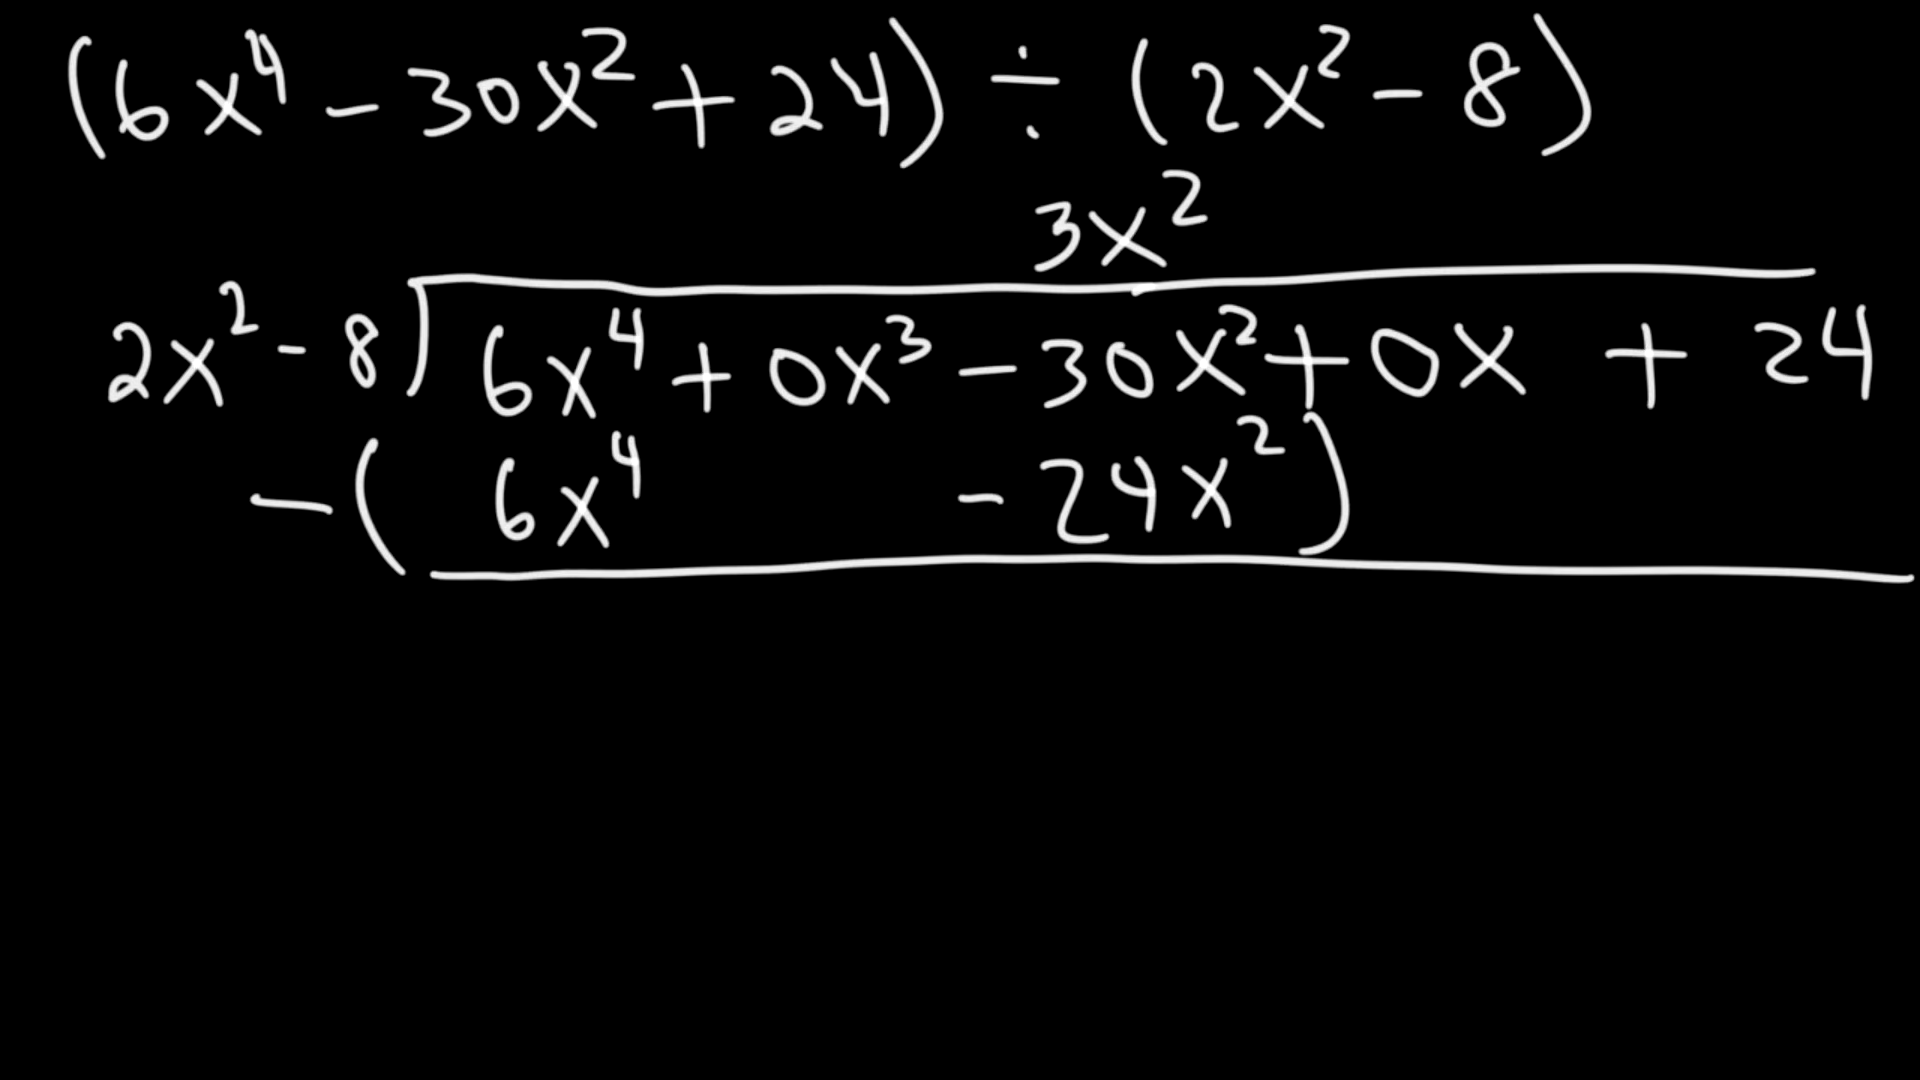 (6x⁴ - 30x² + 24) ÷ (2x² - 8)
3x²
2x² - 8 ) 6x⁴ + 0x³ - 30x² + 0x + 24
- ( 6x⁴ - 24x² )